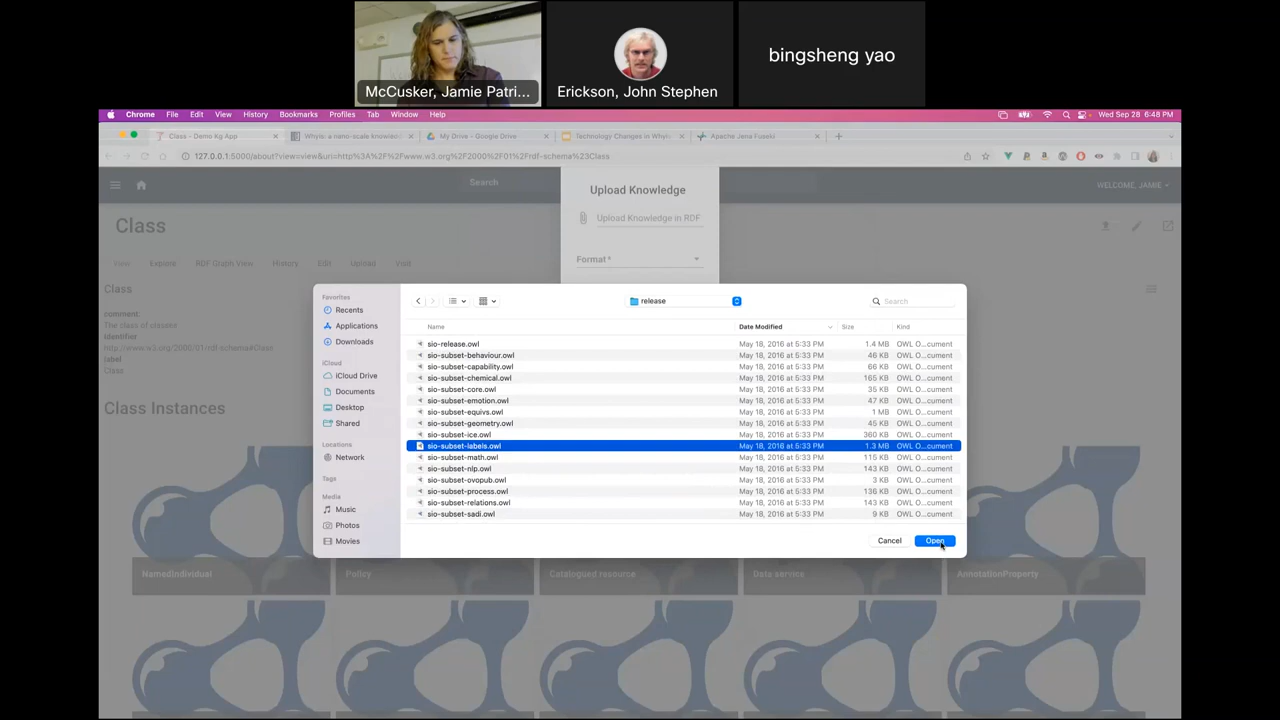 McCusker, Jamie Patri...
Erickson, John Stephen
bingsheng yao
Chrome File Edit View History Bookmarks Profiles Tab Window Help
Wed Sep 28 6:48 PM
Class - Demo Kg App
Whyis: a nano-scale knowled
My Drive - Google Drive
Technology Changes in Whyis
Apache Jena Fuseki
127.0.0.1:5000/about?view=view&uri=http%3A%2F%2Fwww.w3.org%2F2000%2F01%2Frdf-schema%23Class
Search
WELCOME, JAMIE
Upload Knowledge
Upload Knowledge in RDF
Format*
Class
View Explore RDF Graph View History Edit Upload
Class
comment:
The class of classes
Identifier
http://www.w3.org/2000/01/rdf-schema#Class
label
Class
Class Instances
Favorites
Recents
Applications
Downloads
iCloud
iCloud Drive
Documents
Desktop
Shared
Locations
Network
Tags
Media
Music
Photos
Movies
release
Search
Name Date Modified Size Kind
sio-release.owl May 18, 2016 at 5:33 PM 1.4 MB OWL O...cument
sio-subset-behaviour.owl May 18, 2016 at 5:33 PM 46 KB OWL O...cument
sio-subset-capability.owl May 18, 2016 at 5:33 PM 66 KB OWL O...cument
sio-subset-chemical.owl May 18, 2016 at 5:33 PM 165 KB OWL O...cument
sio-subset-core.owl May 18, 2016 at 5:33 PM 35 KB OWL O...cument
sio-subset-emotion.owl May 18, 2016 at 5:33 PM 47 KB OWL O...cument
sio-subset-equivs.owl May 18, 2016 at 5:33 PM 1 MB OWL O...cument
sio-subset-geometry.owl May 18, 2016 at 5:33 PM 45 KB OWL O...cument
sio-subset-ice.owl May 18, 2016 at 5:33 PM 360 KB OWL O...cument
sio-subset-labels.owl May 18, 2016 at 5:33 PM 1.3 MB OWL O...cument
sio-subset-math.owl May 18, 2016 at 5:33 PM 115 KB OWL O...cument
sio-subset-nlp.owl May 18, 2016 at 5:33 PM 143 KB OWL O...cument
sio-subset-ovopub.owl May 18, 2016 at 5:33 PM 3 KB OWL O...cument
sio-subset-process.owl May 18, 2016 at 5:33 PM 136 KB OWL O...cument
sio-subset-relations.owl May 18, 2016 at 5:33 PM 143 KB OWL O...cument
sio-subset-sadi.owl May 18, 2016 at 5:33 PM 9 KB OWL O...cument
Cancel Open
NamedIndividual
Policy
Catalogued resource
Data service
AnnotationProperty